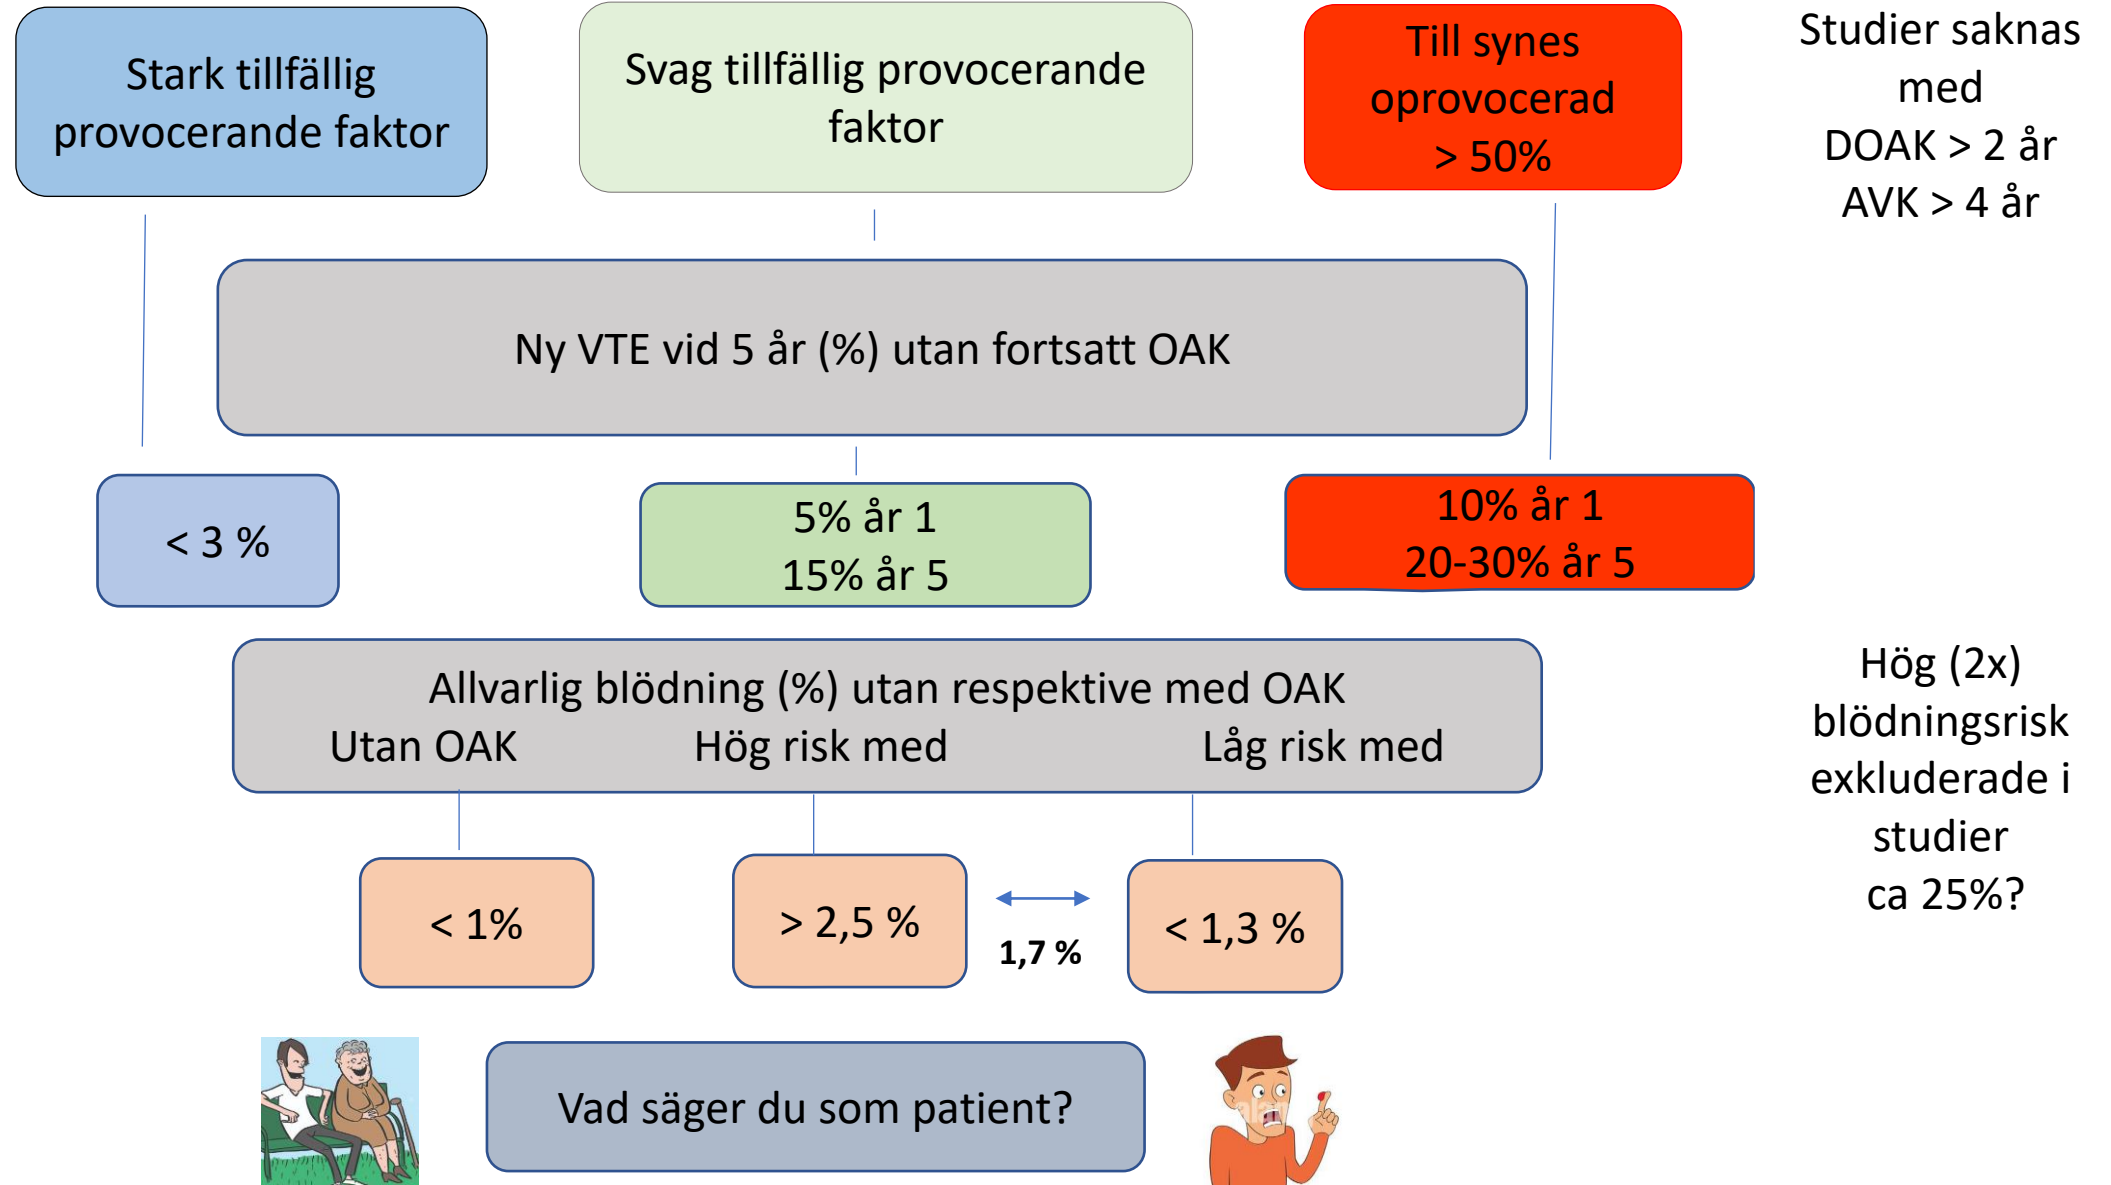 Stark tillfällig
provocerande faktor
Svag tillfällig provocerande
faktor
Till synes
oprovocerad
> 50%
Studier saknas
med
DOAK > 2 år
AVK > 4 år
Ny VTE vid 5 år (%) utan fortsatt OAK
< 3 %
5% år 1
15% år 5
10% år 1
20-30% år 5
Allvarlig blödning (%) utan respektive med OAK
Utan OAK Hög risk med Låg risk med
Hög (2x)
blödningsrisk
exkluderade i
studier
ca 25%?
< 1%
> 2,5 %
1,7 %
< 1,3 %
Vad säger du som patient?